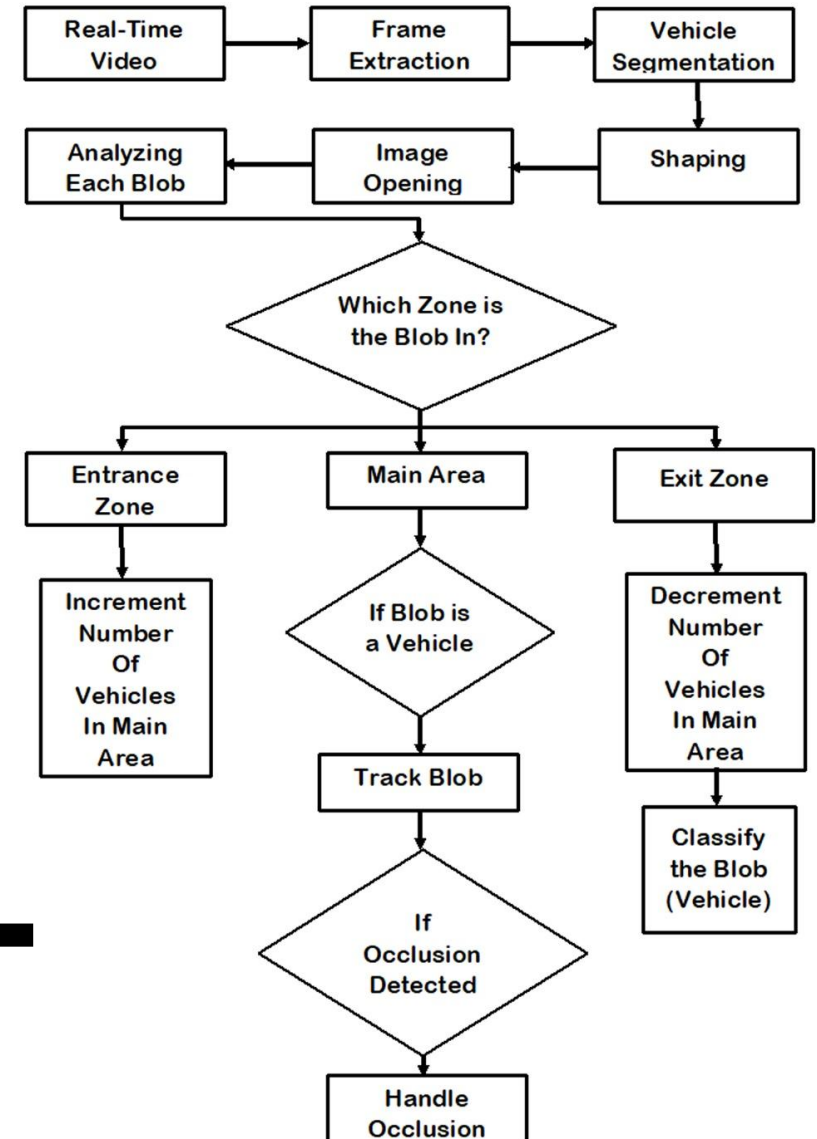 Real-Time
Video
Frame
Extraction
Vehicle
Segmentation
Analyzing
Each Blob
Image
Opening
Shaping
Which Zone is
the Blob In?
Entrance
Zone
Main Area
Exit Zone
Increment
Number
Of
Vehicles
In Main
Area
If Blob is
a Vehicle
Decrement
Number
Of
Vehicles
In Main
Area
Track Blob
Classify
the Blob
(Vehicle)
If
Occlusion
Detected
Handle
Occlusion